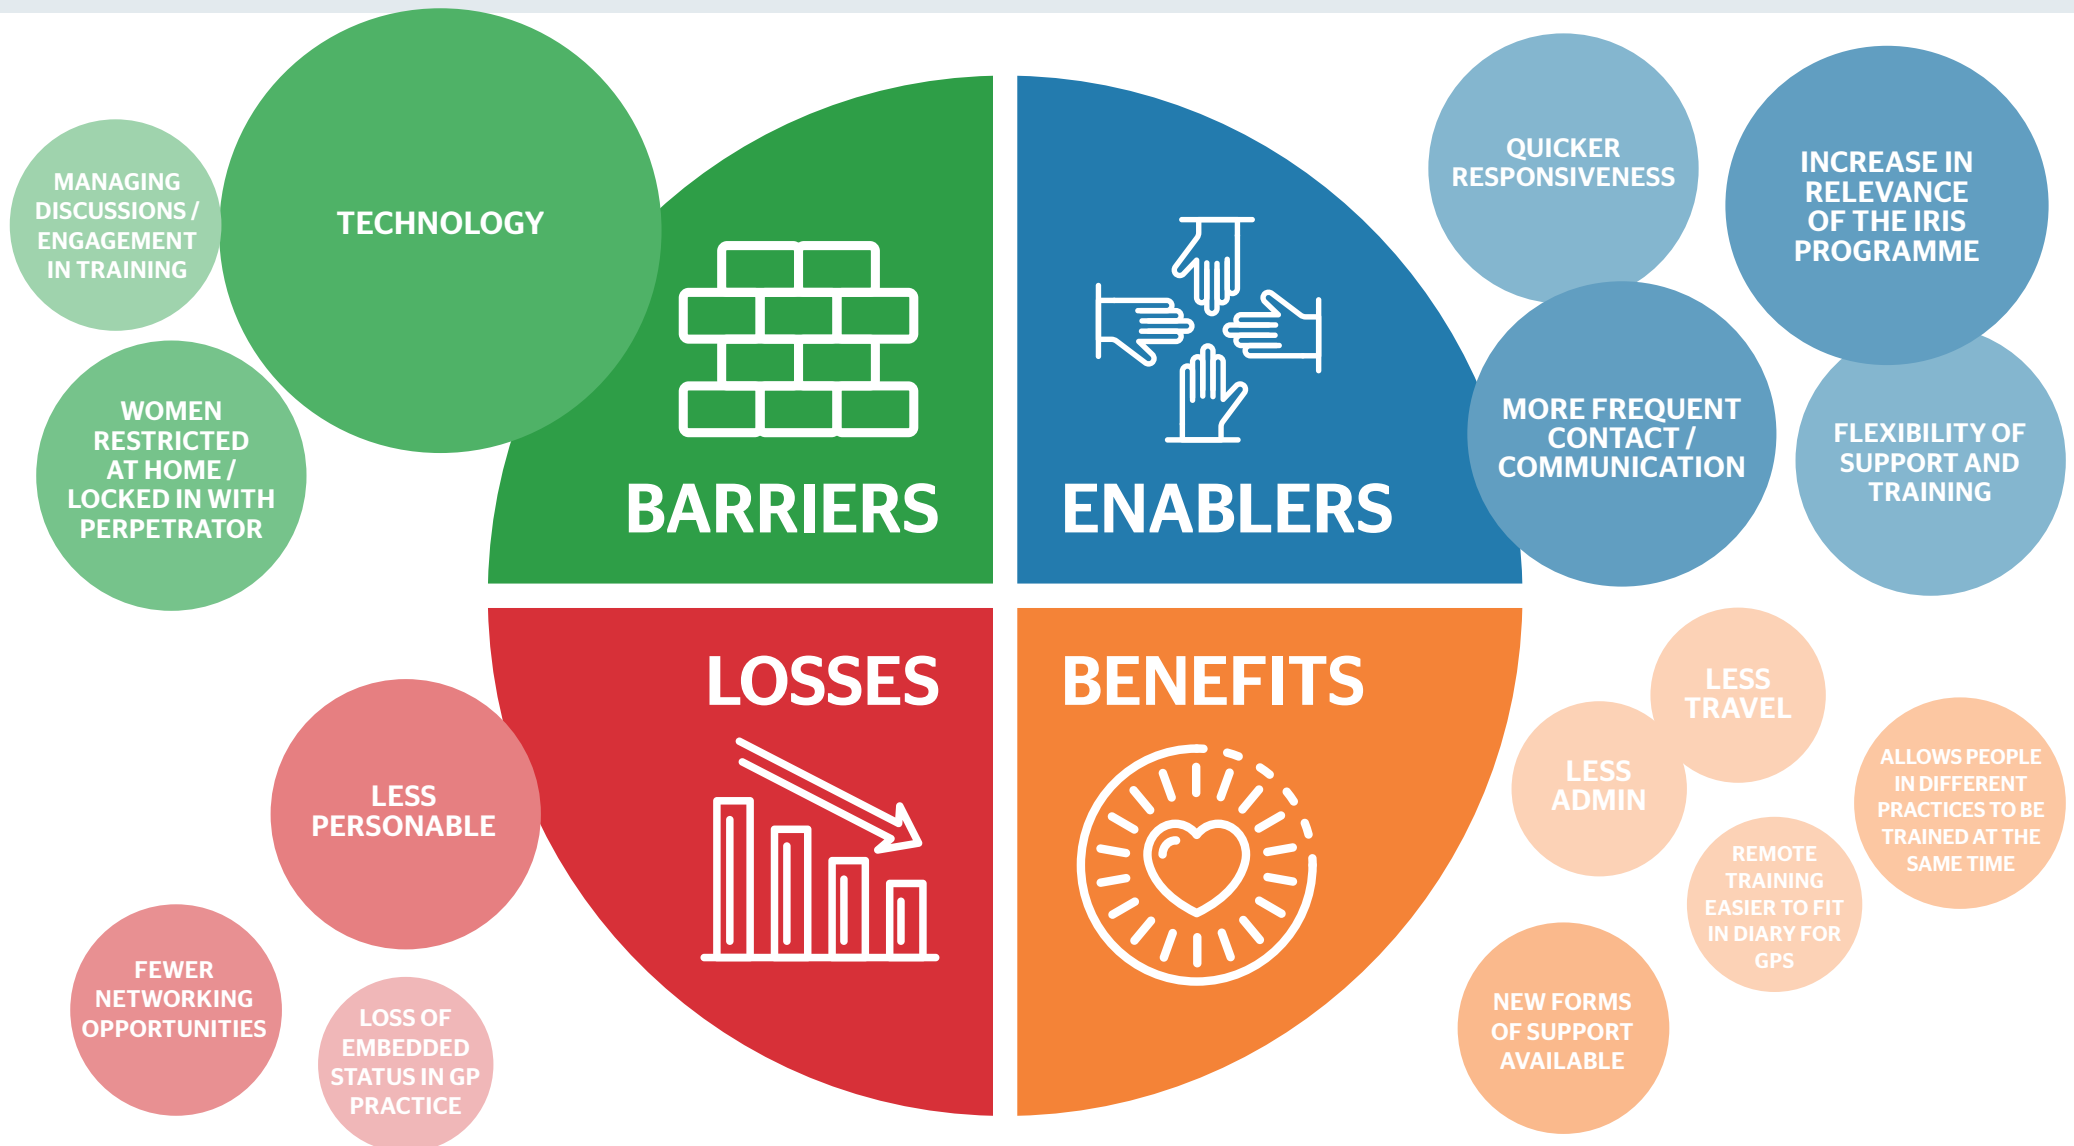 TECHNOLOGY
MANAGING
DISCUSSIONS /
ENGAGEMENT
IN TRAINING
WOMEN
RESTRICTED
AT HOME /
LOCKED IN WITH
PERPETRATOR
BARRIERS
ENABLERS
QUICKER
RESPONSIVENESS
INCREASE IN
RELEVANCE
OF THE IRIS
PROGRAMME
MORE FREQUENT
CONTACT /
COMMUNICATION
FLEXIBILITY OF
SUPPORT AND
TRAINING
LOSSES
LESS
PERSONABLE
FEWER
NETWORKING
OPPORTUNITIES
LOSS OF
EMBEDDED
STATUS IN GP
PRACTICE
BENEFITS
LESS
TRAVEL
LESS
ADMIN
ALLOWS PEOPLE
IN DIFFERENT
PRACTICES TO BE
TRAINED AT THE
SAME TIME
REMOTE
TRAINING
EASIER TO FIT
IN DIARY FOR
GPS
NEW FORMS
OF SUPPORT
AVAILABLE